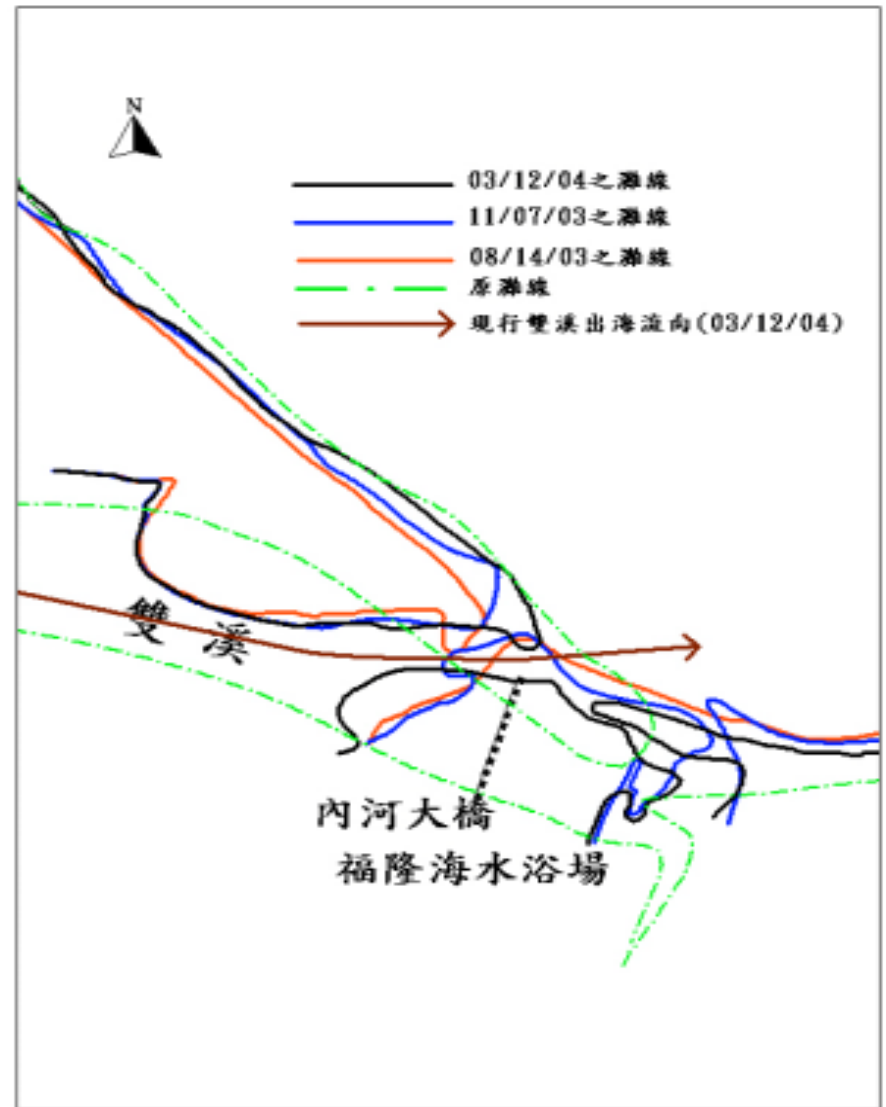 N
03/12/04之灘線
11/07/03之灘線
08/14/03之灘線
原灘線
現行雙溪出海流向(03/12/04)
雙溪
內河大橋
福隆海水浴場